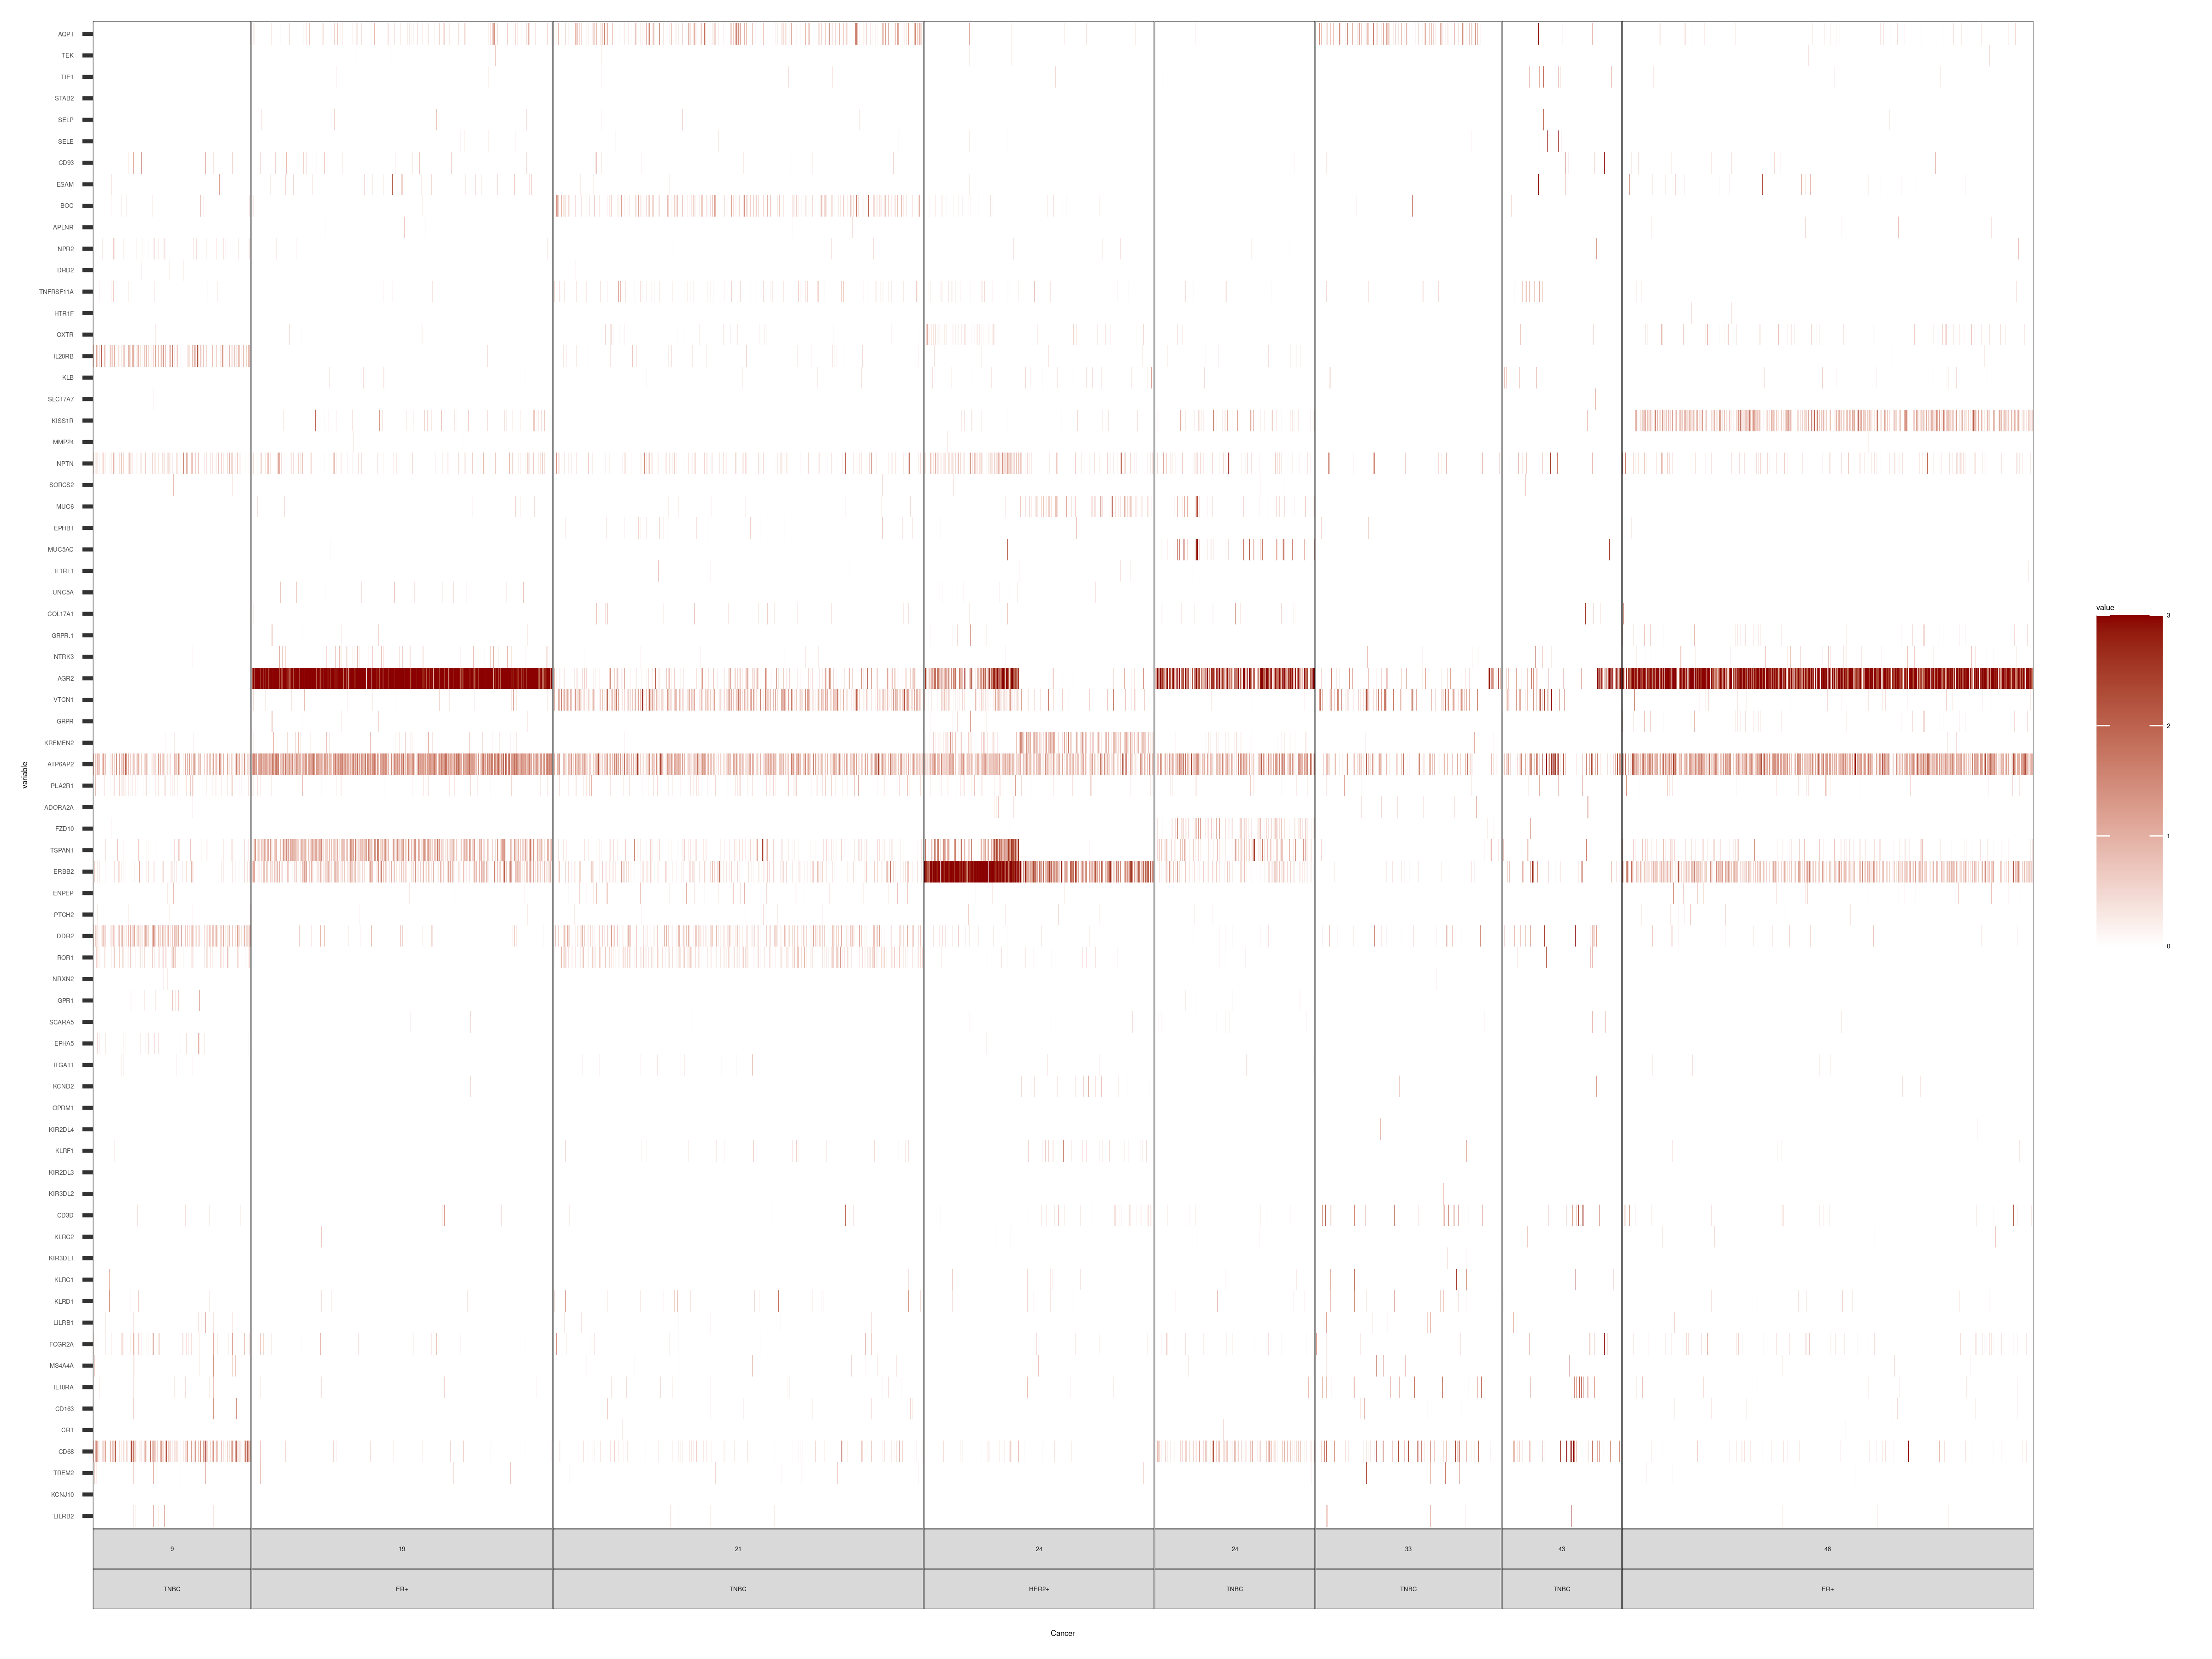 AQP1
TEK
TIE1
STAB2
SELP
SELE
CD93
ESAM
BOC
APLNR
NPR2
DRD2
TNFRSF11A
HTR1F
OXTR
IL20RB
KLB
SLC17A7
KISS1R
MMP24
NPTN
SORCS2
MUC6
EPHB1
MUC5AC
IL1RL1
UNC5A
COL17A1
GRPR.1
NTRK3
AGR2
VTCN1
GRPR
KREMEN2
ATP6AP2
PLA2R1
ADORA2A
FZD10
TSPAN1
ERBB2
ENPEP
PTCH2
DDR2
ROR1
NRXN2
GPR1
SCARA5
EPHA5
ITGA11
KCND2
OPRM1
KIR2DL4
KLRF1
KIR2DL3
KIR3DL2
CD3D
KLRC2
KIR3DL1
KLRC1
KLRD1
LILRB1
FCGR2A
MS4A4A
IL10RA
CD163
CR1
CD68
TREM2
KCNJ10
LILRB2
variable
9 19 21 24 24 33 43 48
TNBC ER+ TNBC HER2+ TNBC TNBC TNBC ER+
Cancer
value
3
2
1
0